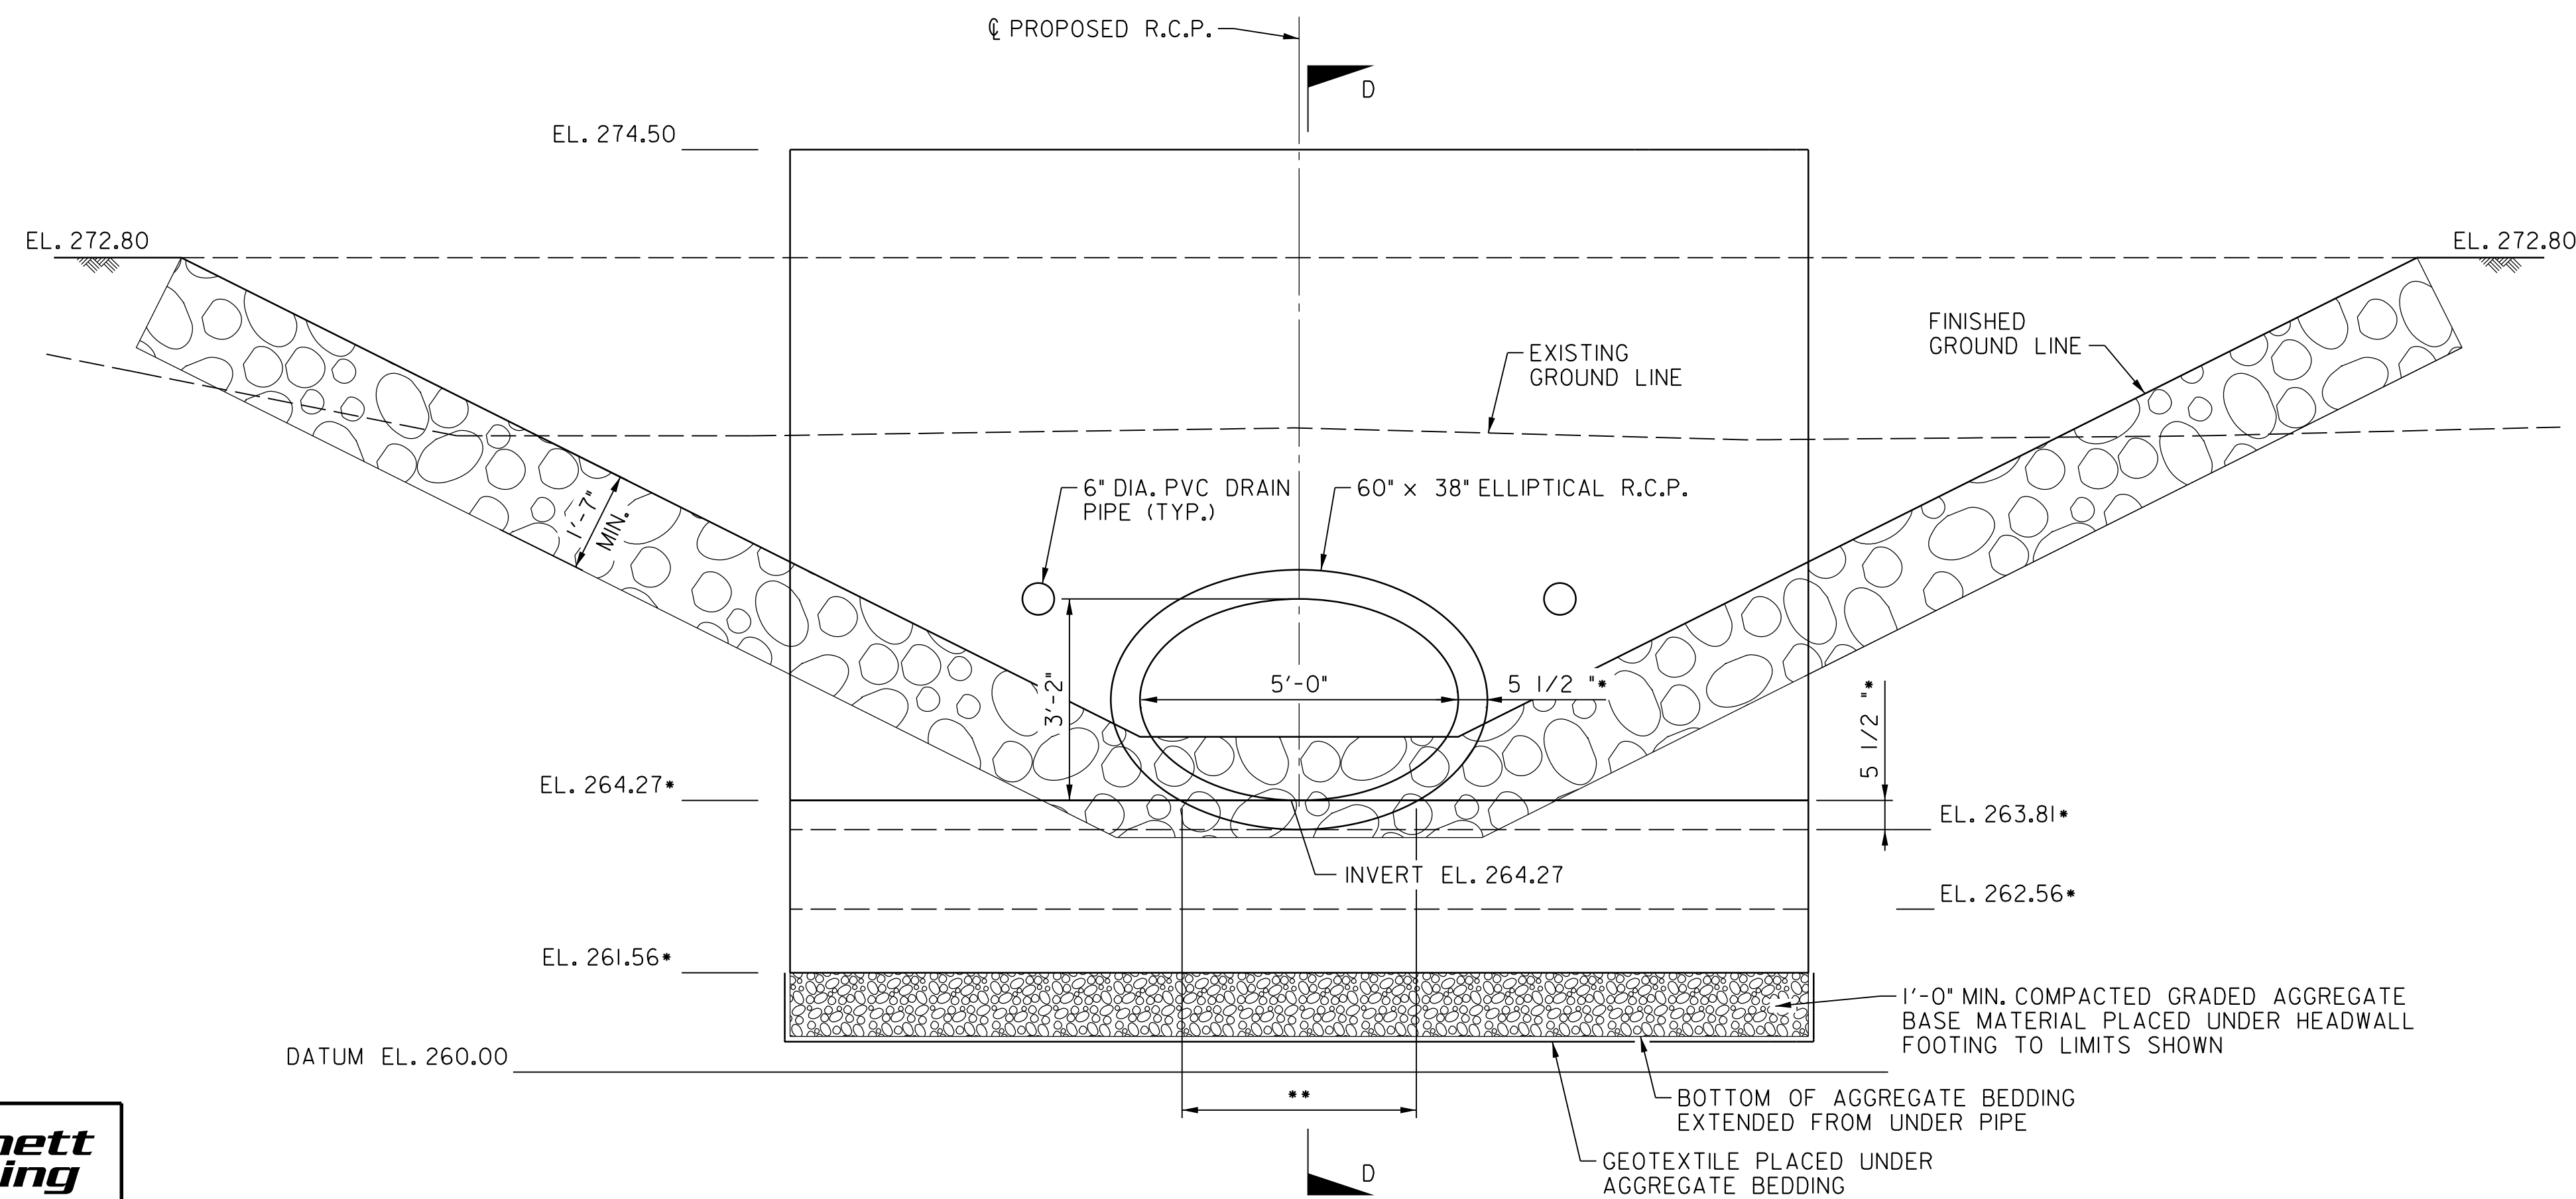 ℄ PROPOSED R.C.P.
D
EL. 274.50
EL. 272.80
EL. 272.80
FINISHED
GROUND LINE
EXISTING
GROUND LINE
6" DIA. PVC DRAIN
PIPE (TYP.)
60" x 38" ELLIPTICAL R.C.P.
1'-7"
MIN.
3'-2"
5'-0"
5 1/2 "*
5 1/2 "*
EL. 264.27*
EL. 263.81*
INVERT EL. 264.27
EL. 262.56*
EL. 261.56*
1'-0" MIN. COMPACTED GRADED AGGREGATE
BASE MATERIAL PLACED UNDER HEADWALL
FOOTING TO LIMITS SHOWN
DATUM EL. 260.00
**
BOTTOM OF AGGREGATE BEDDING
EXTENDED FROM UNDER PIPE
GEOTEXTILE PLACED UNDER
AGGREGATE BEDDING
D